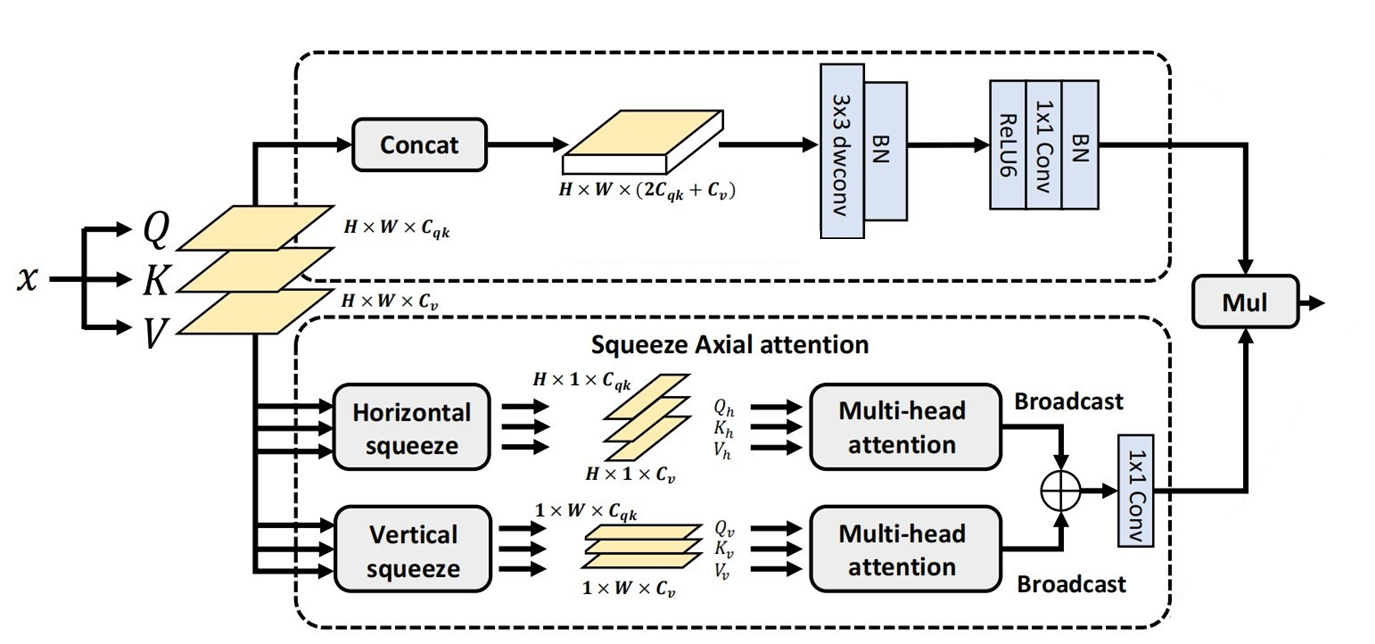 x
Q
K
V
H × W × C_qk
H × W × C_v
Concat
H × W × (2C_qk + C_v)
3x3 dwconv
BN
ReLU6
1x1 Conv
BN
Mul
Squeeze Axial attention
Horizontal
squeeze
H × 1 × C_qk
H × 1 × C_v
Q_h
K_h
V_h
Multi-head
attention
Broadcast
Vertical
squeeze
1 × W × C_qk
1 × W × C_v
Q_v
K_v
V_v
Multi-head
attention
Broadcast
1x1 Conv